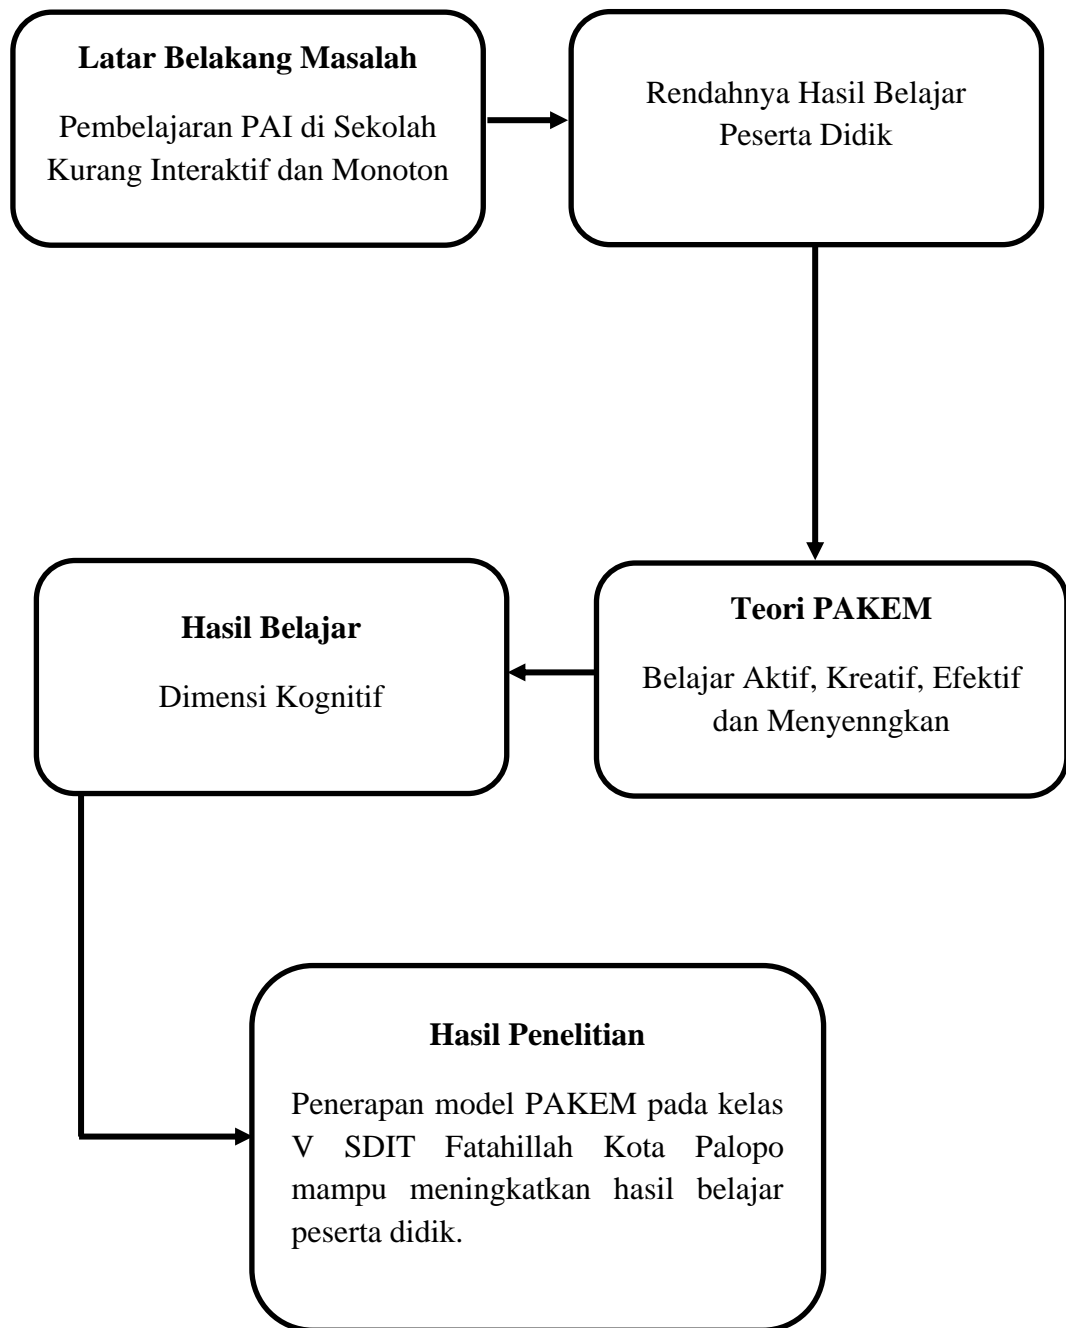 Latar Belakang Masalah
Pembelajaran PAI di Sekolah
Kurang Interaktif dan Monoton
Rendahnya Hasil Belajar
Peserta Didik
Teori PAKEM
Belajar Aktif, Kreatif, Efektif
dan Menyenngkan
Hasil Belajar
Dimensi Kognitif
Hasil Penelitian
Penerapan model PAKEM pada kelas
V SDIT Fatahillah Kota Palopo
mampu meningkatkan hasil belajar
peserta didik.